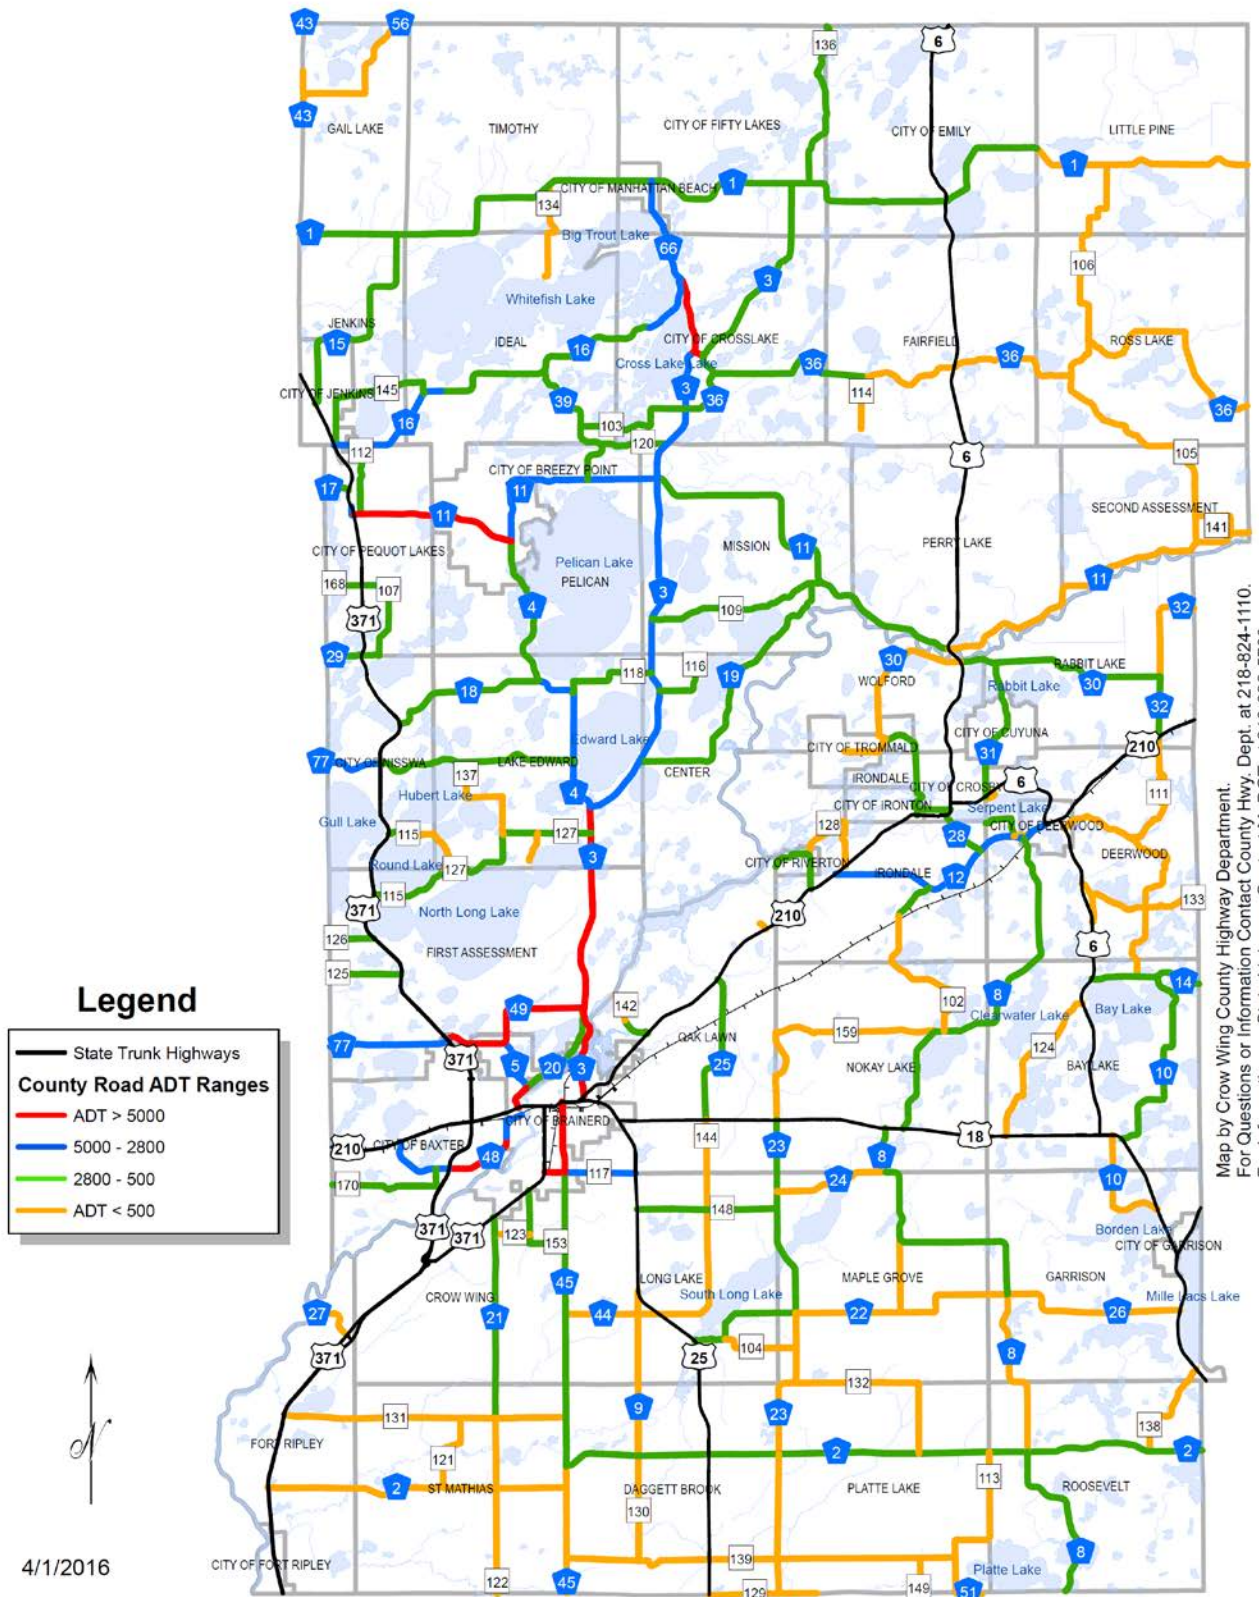 43
56
136
6
43
GAIL LAKE
TIMOTHY
CITY OF FIFTY LAKES
CITY OF EMILY
LITTLE PINE
1
CITY OF MANHATTAN BEACH
1
134
1
Big Trout Lake
66
106
3
Whitefish Lake
JENKINS
15
IDEAL
16
CITY OF CROSSLAKE
FAIRFIELD
36
ROSS LAKE
Cross Lake Lake
36
CITY OF JENKINS
145
39
3
36
114
36
16
103
112
120
6
105
CITY OF BREEZY POINT
17
11
11
SECOND ASSESSMENT
141
CITY OF PEQUOT LAKES
MISSION
11
PERRY LAKE
Pelican Lake
PELICAN
168
107
11
3
32
4
109
371
29
118
116
19
30
RABBIT LAKE
WOLFORD
30
18
Rabbit Lake
32
CITY OF CUYUNA
Edward Lake
CITY OF TROMMALD
31
210
77
CITY OF NISSWA
LAKE EDWARD
CENTER
137
IRONDALE
CITY OF CROSBY
6
Hubert Lake
4
CITY OF IRONTON
Serpent Lake
111
Gull Lake
115
127
128
28
CITY OF DEERWOOD
3
DEERWOOD
Round Lake
127
CITY OF RIVERTON
IRONDALE
12
115
133
371
North Long Lake
210
126
FIRST ASSESSMENT
6
125
Legend
49
142
102
8
14
Clearwater Lake
Bay Lake
77
OAK LAWN
159
State Trunk Highways
371
5
20
3
25
NOKAY LAKE
124
BAY LAKE
10
County Road ADT Ranges
ADT > 5000
5000 - 2800
2800 - 500
ADT < 500
CITY OF BRAINERD
210
CITY OF BAXTER
144
23
18
48
8
170
117
24
10
148
371
371
123
Borden Lake
153
CITY OF GARRISON
45
LONG LAKE
MAPLE GROVE
GARRISON
South Long Lake
CROW WING
Mille Lacs Lake
27
21
44
22
26
371
25
104
8
132
131
9
23
138
FORT RIPLEY
2
2
121
113
2
ST MATHIAS
DAGGETT BROOK
PLATTE LAKE
ROOSEVELT
130
CITY OF FORT RIPLEY
139
8
4/1/2016
122
45
129
149
51
Platte Lake
N
Map by Crow Wing County Highway Department.
For Questions or Information Contact County Hwy. Dept. at 218-824-1110.